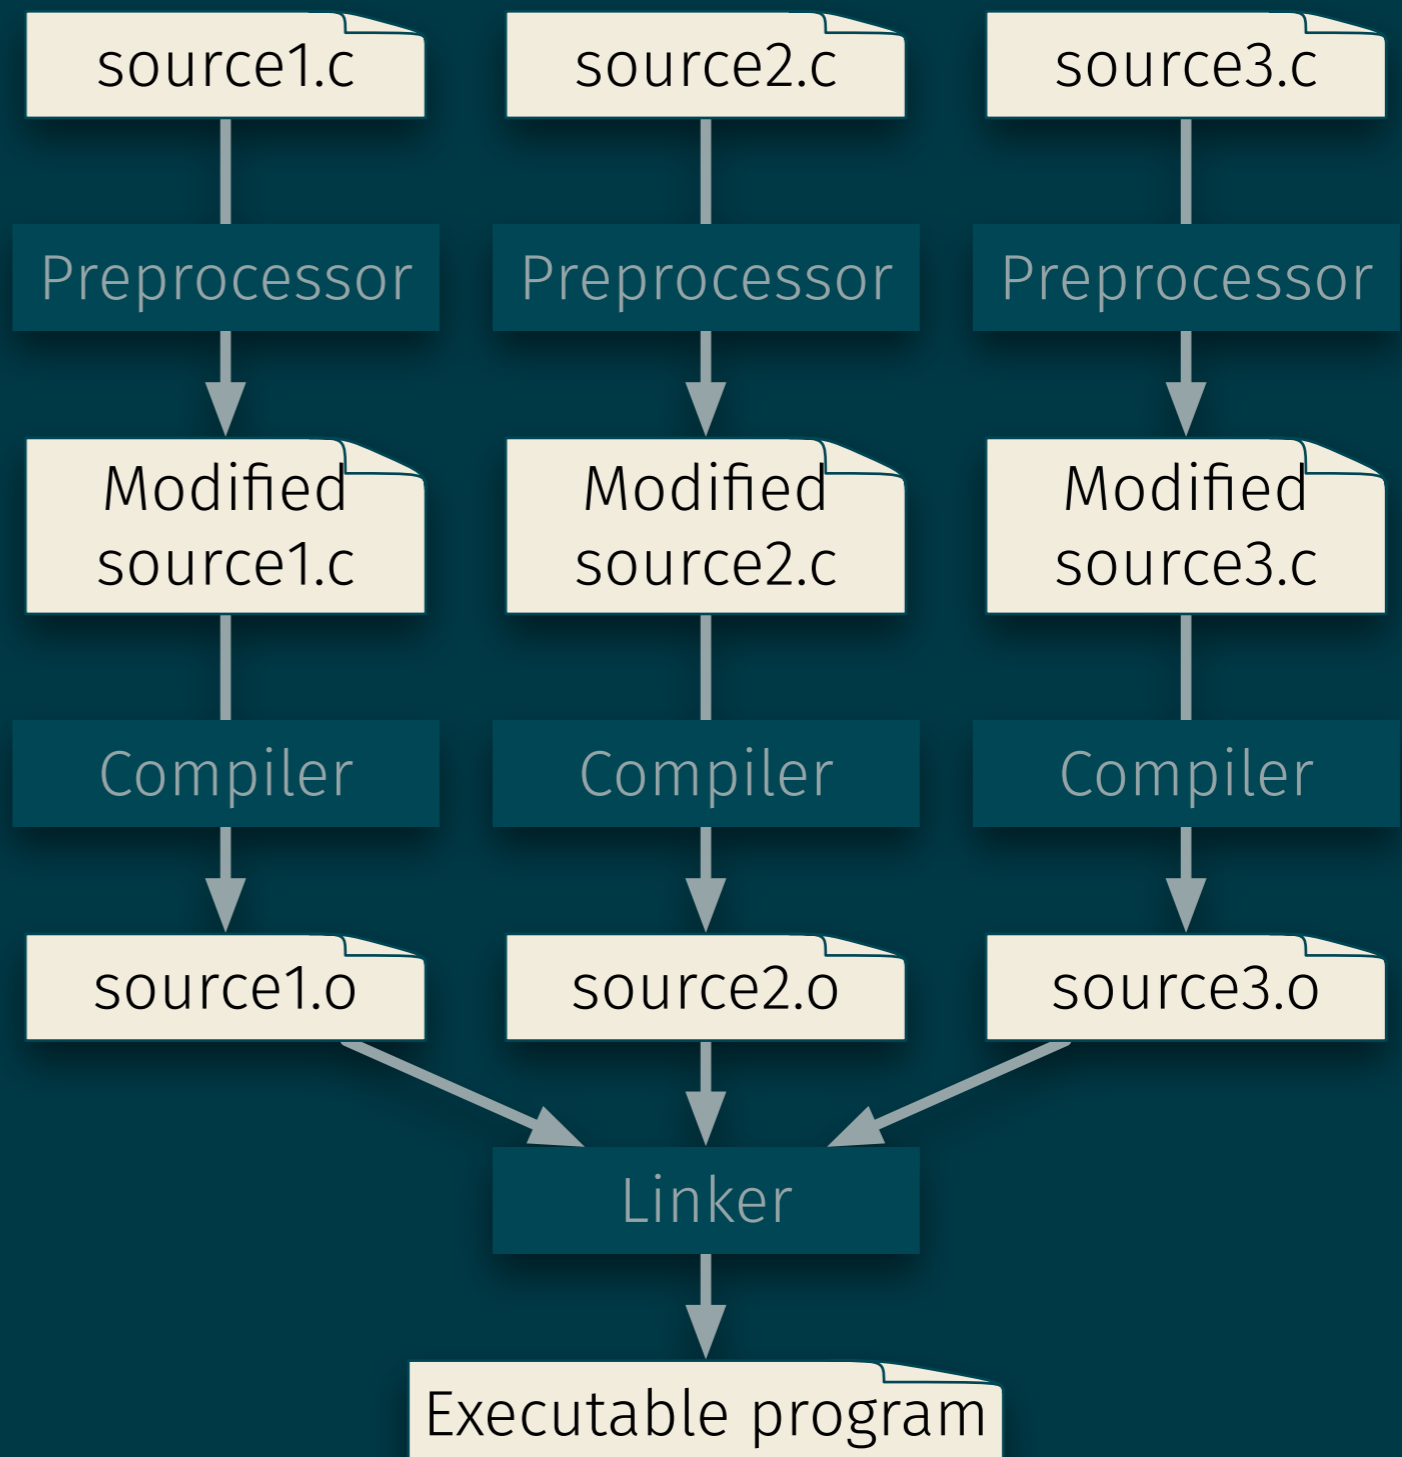 source1.c
source2.c
source3.c
Preprocessor
Preprocessor
Preprocessor
Modified
source1.c
Modified
source2.c
Modified
source3.c
Compiler
Compiler
Compiler
source1.o
source2.o
source3.o
Linker
Executable program